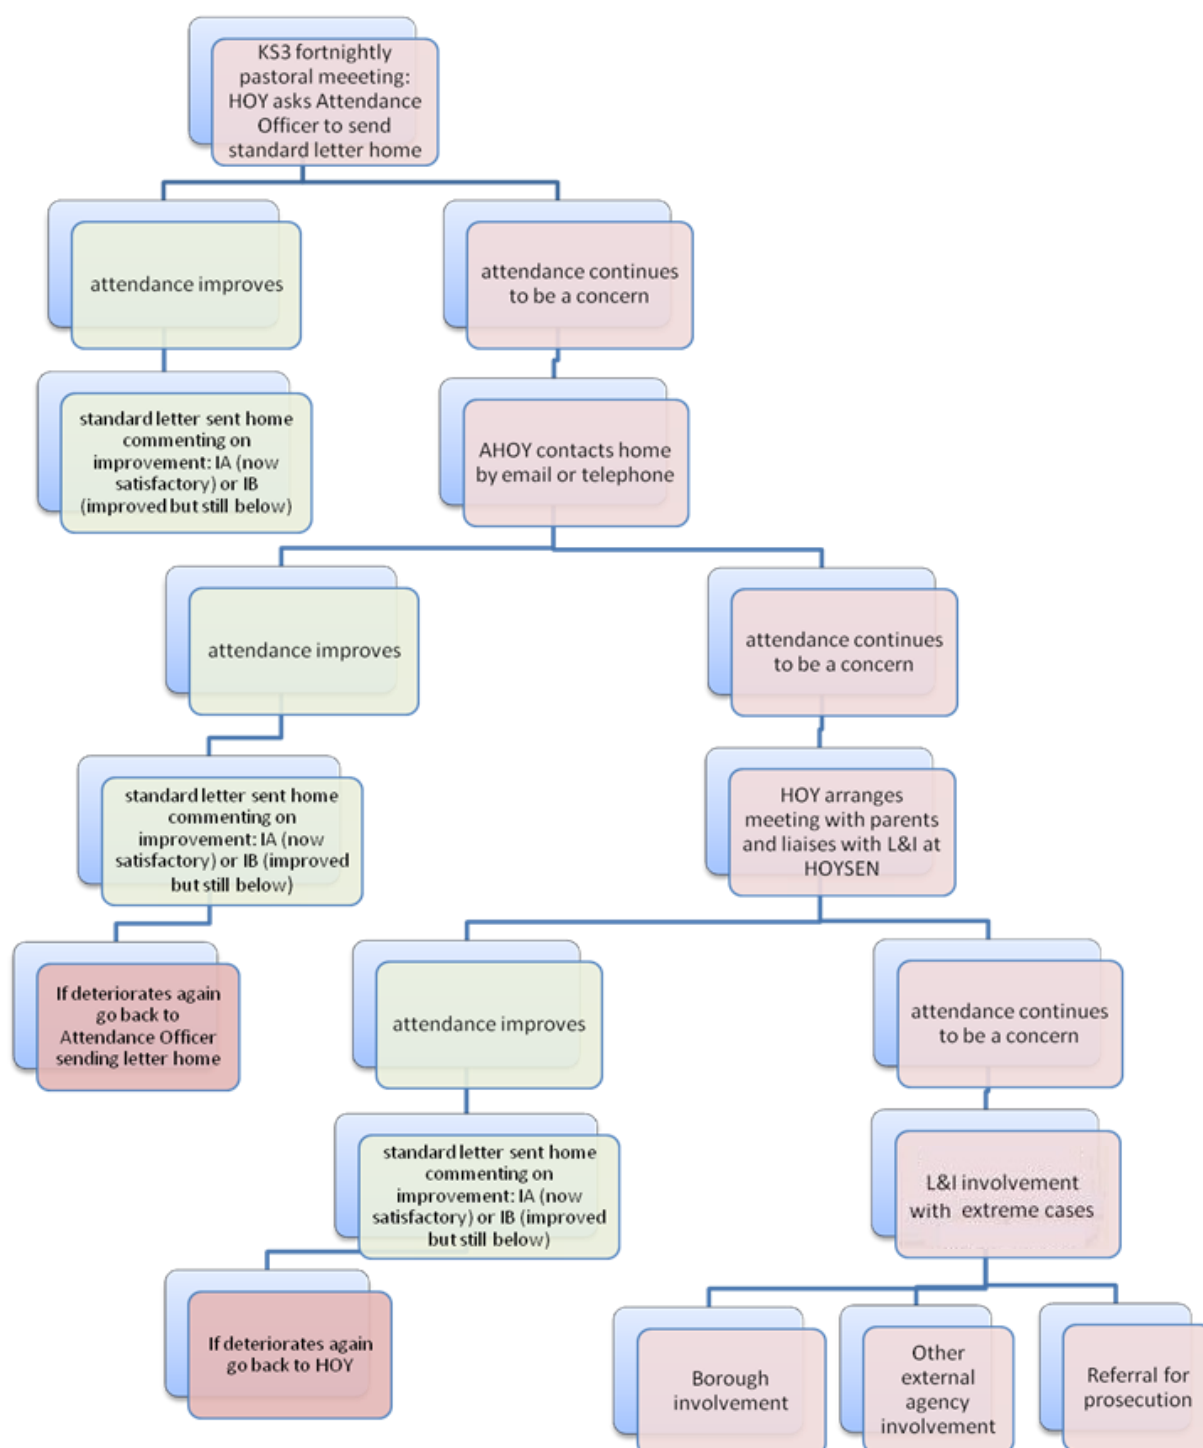 KS3 fortnightly
pastoral meeeting:
HOY asks Attendance
Officer to send
standard letter home
attendance improves
attendance continues
to be a concern
standard letter sent home
commenting on
improvement: IA (now
satisfactory) or IB
(improved but still below)
AHOY contacts home
by email or telephone
attendance improves
attendance continues
to be a concern
standard letter sent home
commenting on
improvement: IA (now
satisfactory) or IB (improved
but still below)
HOY arranges
meeting with parents
and liaises with L&I at
HOYSEN
If deteriorates again
go back to
Attendance Officer
sending letter home
attendance improves
attendance continues
to be a concern
standard letter sent home
commenting on
improvement: IA (now
satisfactory) or IB (improved
but still below)
L&I involvement
with extreme cases
If deteriorates again
go back to HOY
Borough
involvement
Other
external
agency
involvement
Referral for
prosecution